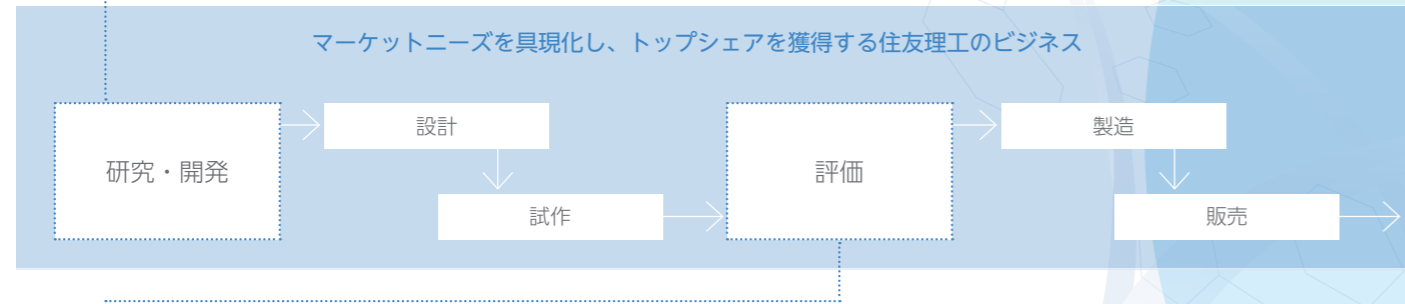 マーケットニーズを具現化し、トップシェアを獲得する住友理工のビジネス
研究・開発
設計
試作
評価
製造
販売